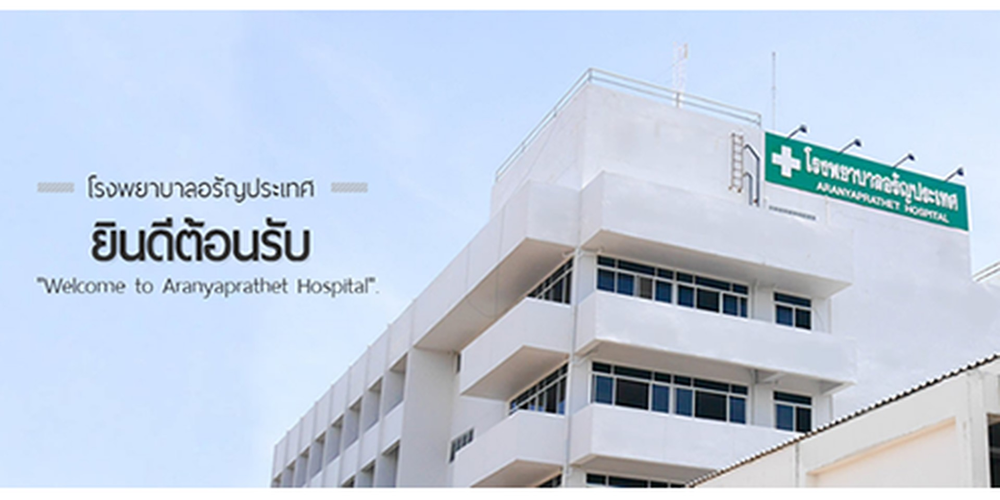 โรงพยาบาลอรัญประเทศ
ยินดีต้อนรับ
"Welcome to Aranyaprathet Hospital".
โรงพยาบาลอรัญประเทศ
ARANYAPRATHET HOSPITAL